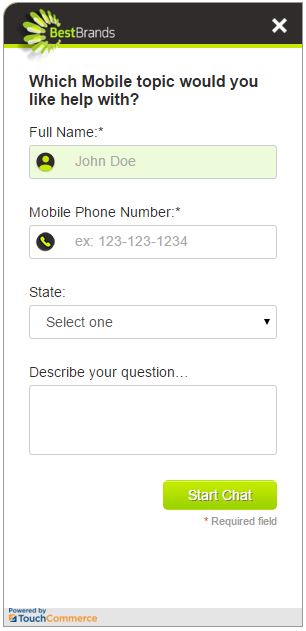 BestBrands
Which Mobile topic would you
like help with?
Full Name:*
John Doe
Mobile Phone Number:*
ex: 123-123-1234
State:
Select one
Describe your question...
Start Chat
* Required field
Powered by
TouchCommerce